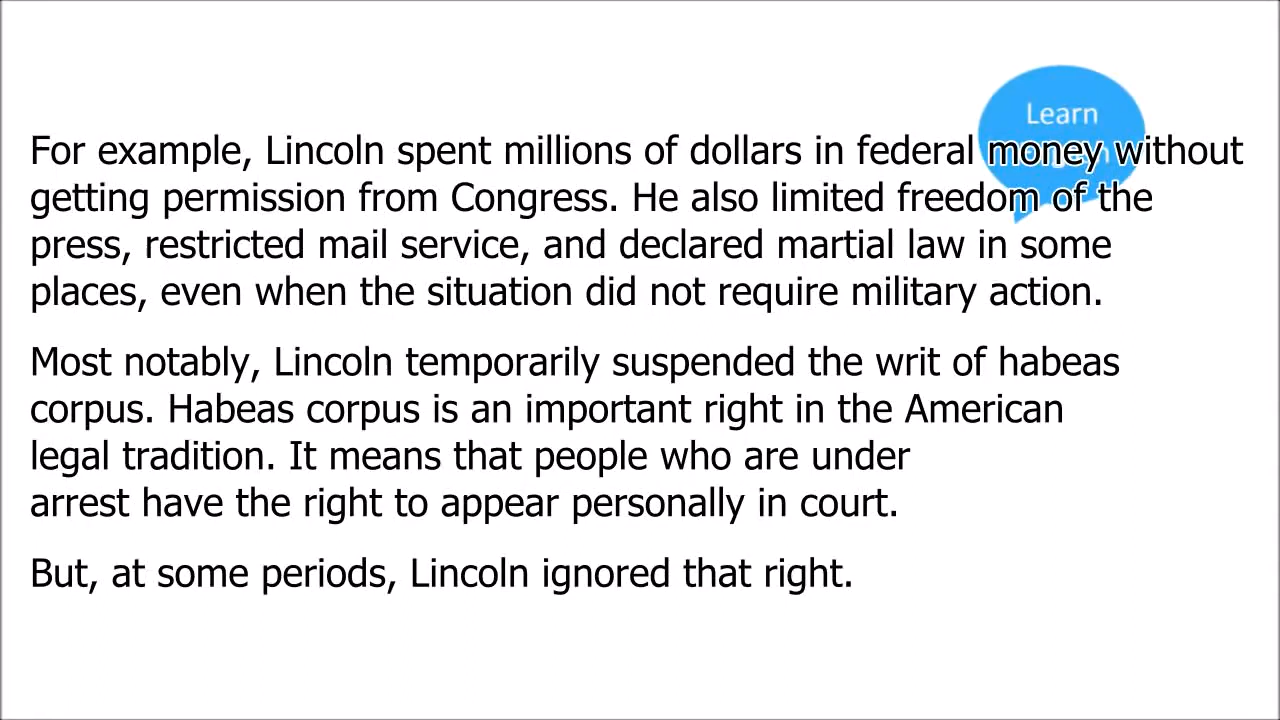 Learn
For example, Lincoln spent millions of dollars in federal money without
getting permission from Congress. He also limited freedom of the
press, restricted mail service, and declared martial law in some
places, even when the situation did not require military action.
Most notably, Lincoln temporarily suspended the writ of habeas
corpus. Habeas corpus is an important right in the American
legal tradition. It means that people who are under
arrest have the right to appear personally in court.
But, at some periods, Lincoln ignored that right.